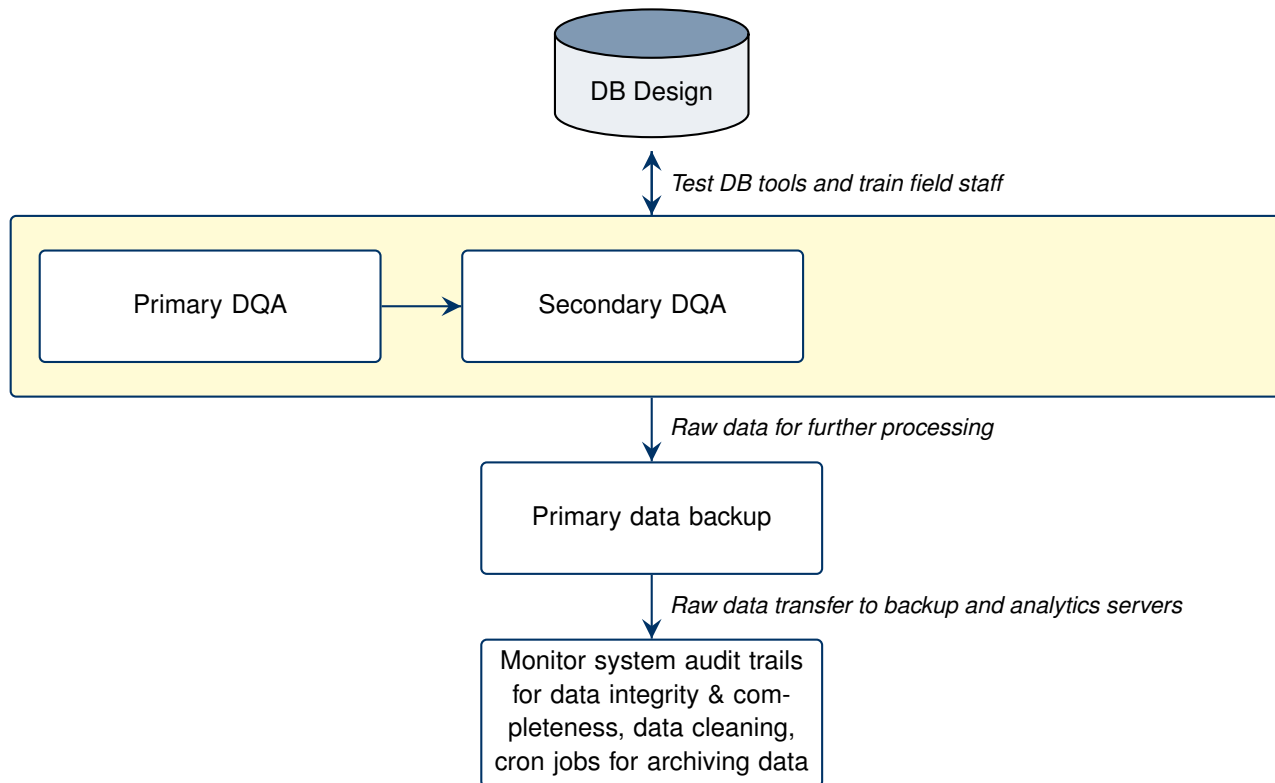 DB Design
Test DB tools and train field staff
Primary DQA
Secondary DQA
Raw data for further processing
Primary data backup
Raw data transfer to backup and analytics servers
Monitor system audit trails
for data integrity & com-
pleteness, data cleaning,
cron jobs for archiving data